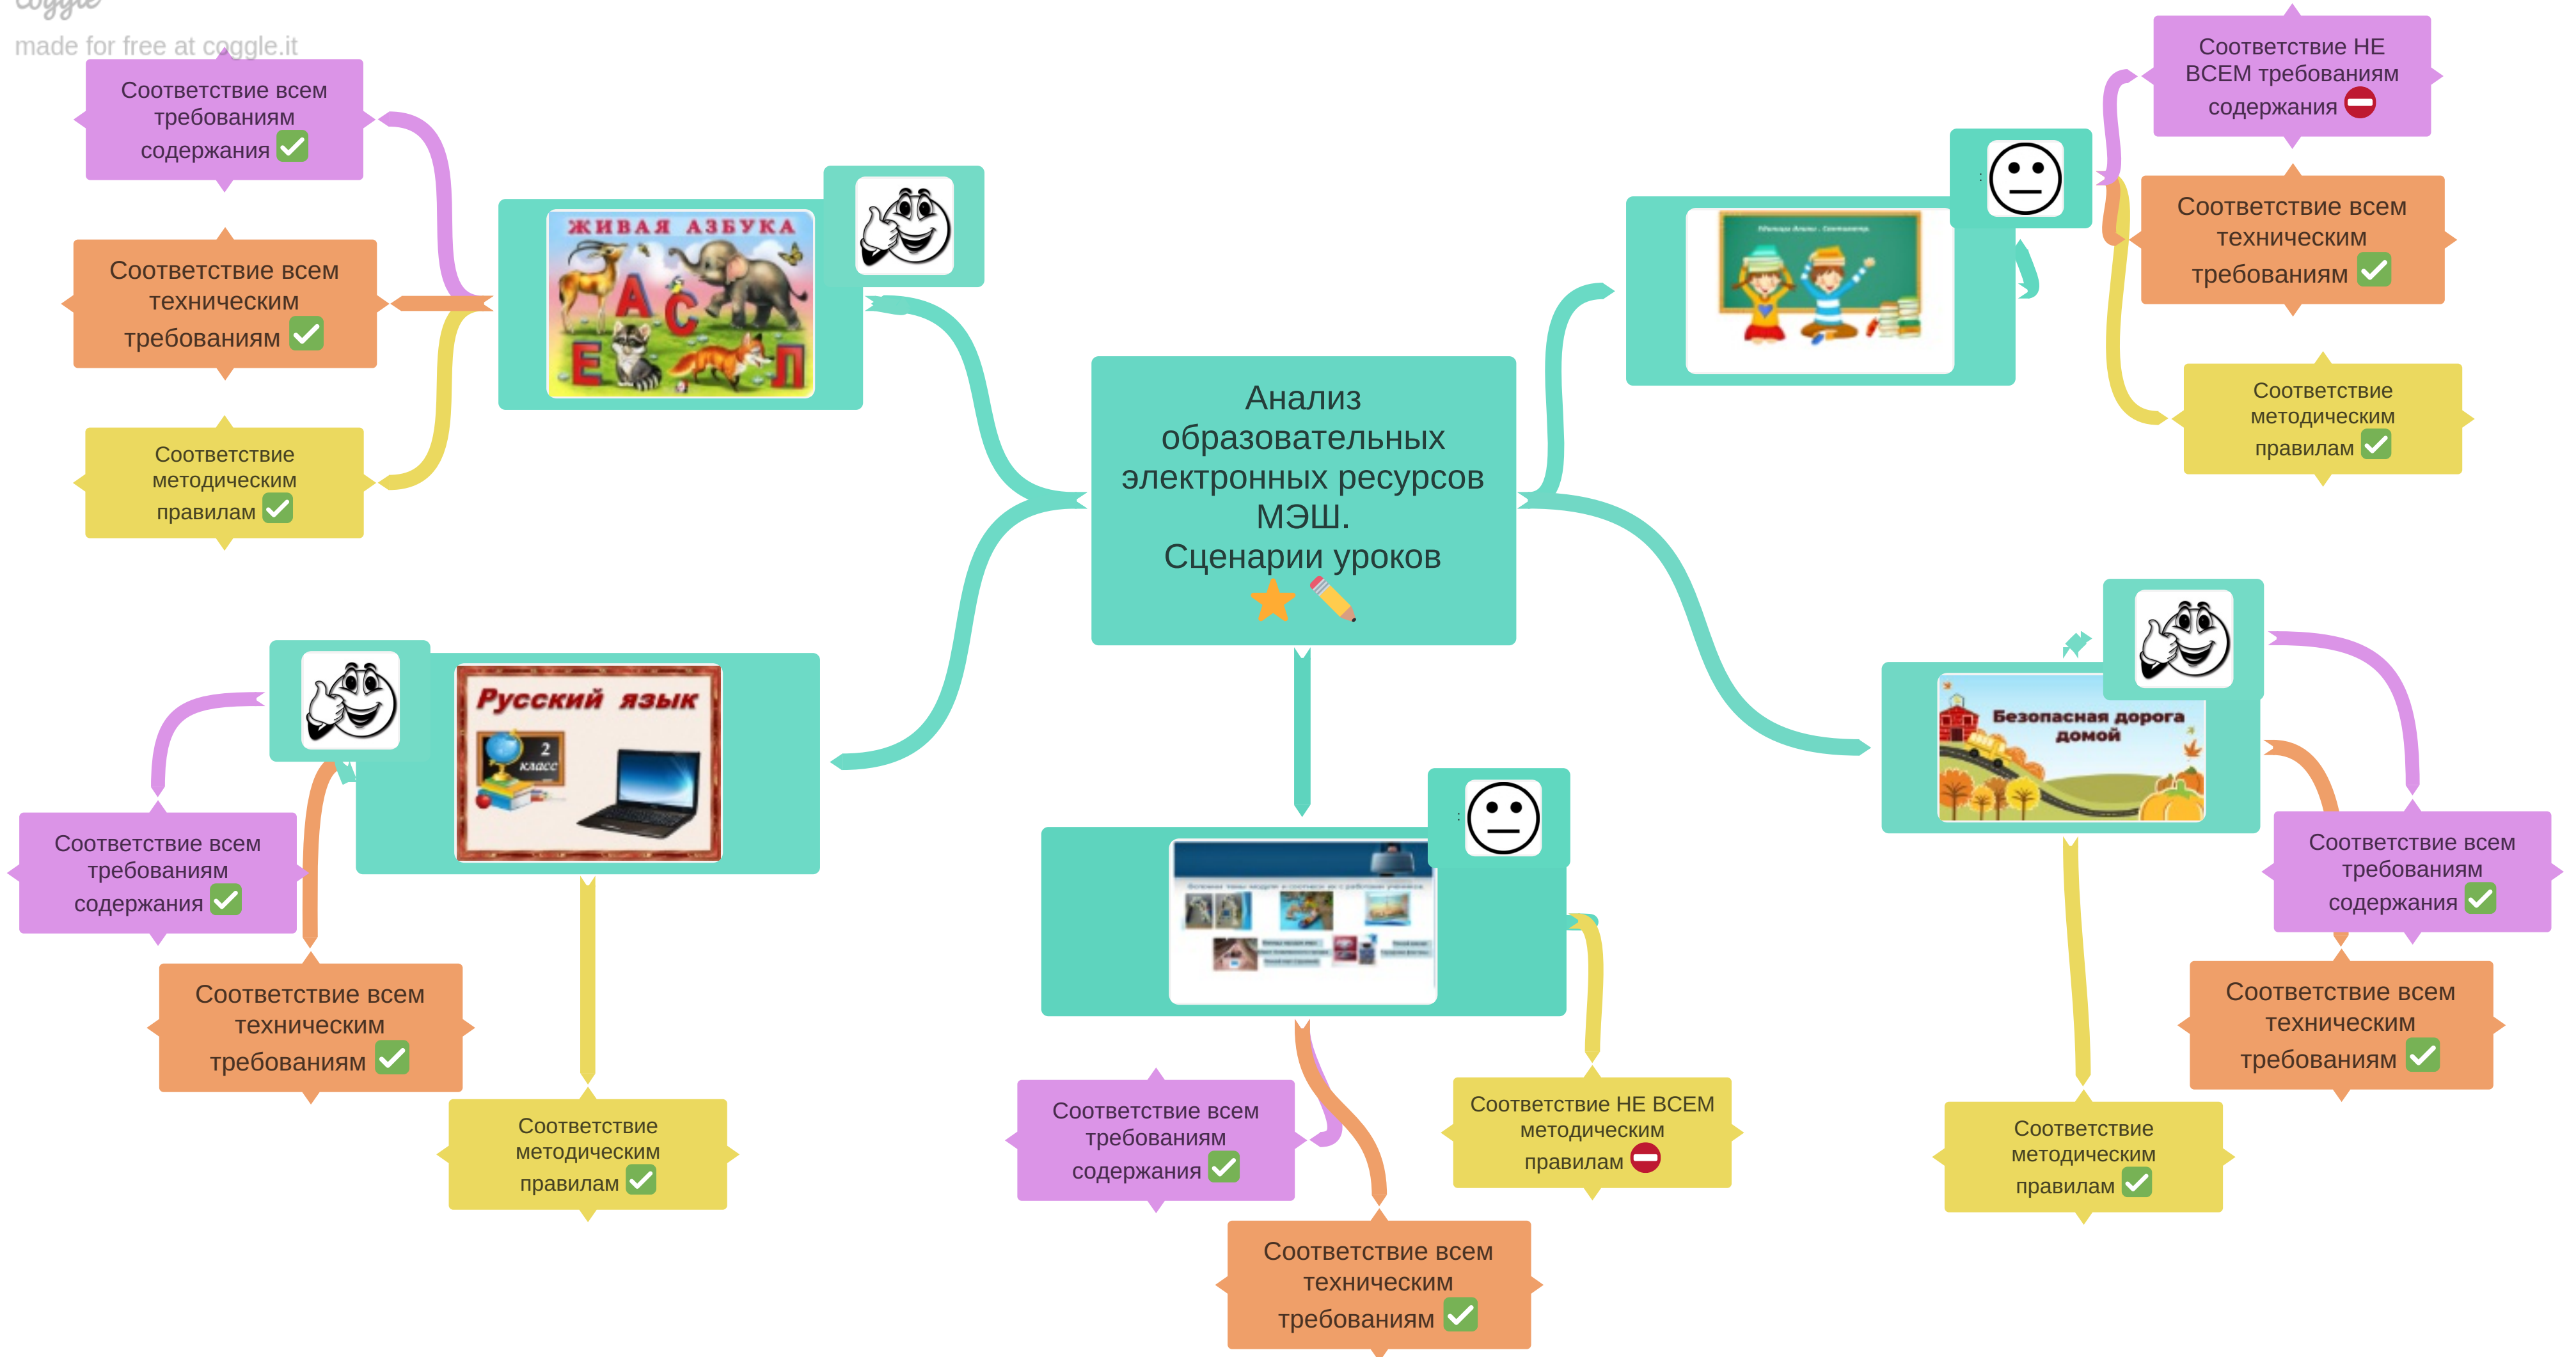 Coggle
made for free at coggle.it
Соответствие всем
требованиям
содержания
Соответствие всем
техническим
требованиям
Соответствие
методическим
правилам
ЖИВАЯ АЗБУКА
А
С
Е
Л
Анализ
образовательных
электронных ресурсов
МЭШ.
Сценарии уроков
:
Соответствие НЕ
ВСЕМ требованиям
содержания
Соответствие всем
техническим
требованиям
Соответствие
методическим
правилам
Русский язык
2
класс
Соответствие всем
требованиям
содержания
Соответствие всем
техническим
требованиям
Соответствие
методическим
правилам
:
Соответствие всем
требованиям
содержания
Соответствие всем
техническим
требованиям
Соответствие НЕ ВСЕМ
методическим
правилам
Безопасная дорога
домой
Соответствие всем
требованиям
содержания
Соответствие всем
техническим
требованиям
Соответствие
методическим
правилам